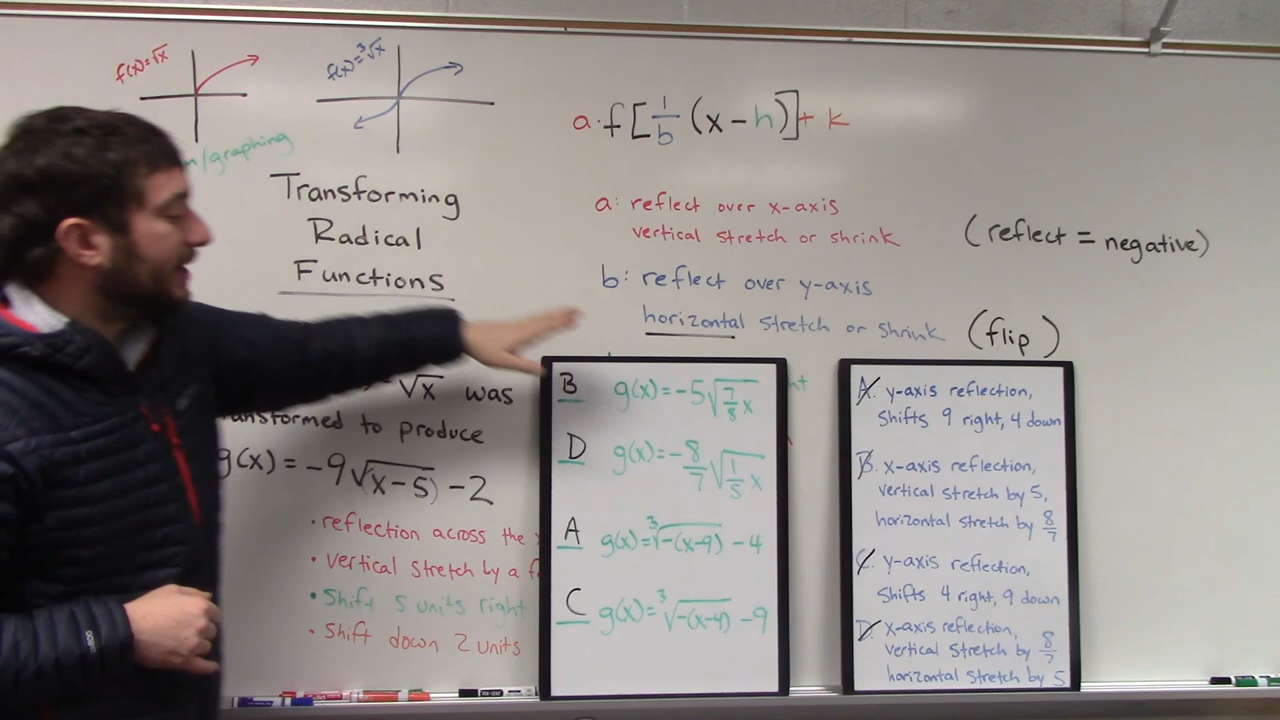 f(x)=√x
f(x)=³√x
n/graphing
Transforming
Radical
Functions
a·f[1/b (x-h)]+k
a: reflect over x-axis
vertical stretch or shrink
(reflect = negative)
b: reflect over y-axis
horizontal stretch or shrink (flip)
√x was
ansformed to produce
g(x) = -9√(x-5) -2
• reflection across the
• vertical stretch by a f
• Shift 5 units right
• Shift down 2 units
B g(x)=-5√(7/8 x)
D g(x)=-8/7√(1/5 x)
A g(x)=³√(-(x-9)) -4
C g(x)=³√(-(x-4)) -9
A. y-axis reflection,
Shifts 9 right, 4 down
B. x-axis reflection,
vertical stretch by 5,
horizontal stretch by 8/7
C. y-axis reflection,
Shifts 4 right, 9 down
D. x-axis reflection,
vertical stretch by 8/7
horizontal stretch by 5